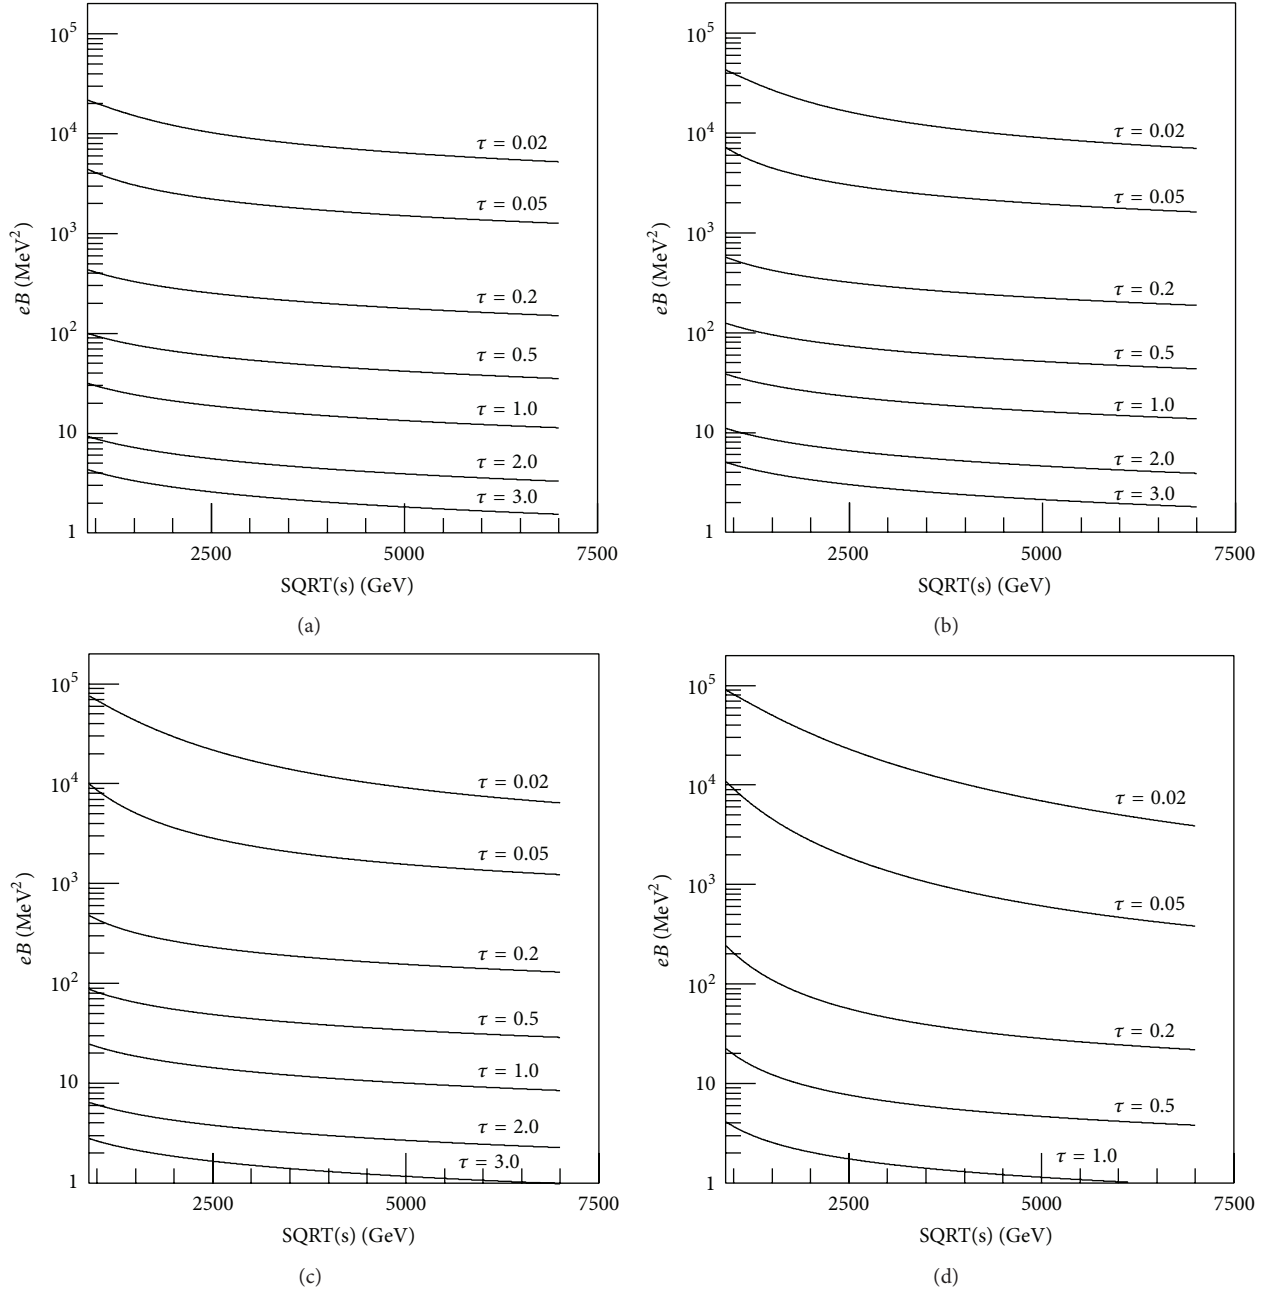 10^5
10^4
10^3
10^2
10
1
eB (MeV^2)
τ = 0.02
τ = 0.05
τ = 0.2
τ = 0.5
τ = 1.0
τ = 2.0
τ = 3.0
2500 5000 7500
SQRT(s) (GeV)
(a)
10^5
10^4
10^3
10^2
10
1
eB (MeV^2)
τ = 0.02
τ = 0.05
τ = 0.2
τ = 0.5
τ = 1.0
τ = 2.0
τ = 3.0
2500 5000 7500
SQRT(s) (GeV)
(b)
10^5
10^4
10^3
10^2
10
1
eB (MeV^2)
τ = 0.02
τ = 0.05
τ = 0.2
τ = 0.5
τ = 1.0
τ = 2.0
τ = 3.0
2500 5000 7500
SQRT(s) (GeV)
(c)
10^5
10^4
10^3
10^2
10
1
eB (MeV^2)
τ = 0.02
τ = 0.05
τ = 0.2
τ = 0.5
τ = 1.0
2500 5000 7500
SQRT(s) (GeV)
(d)